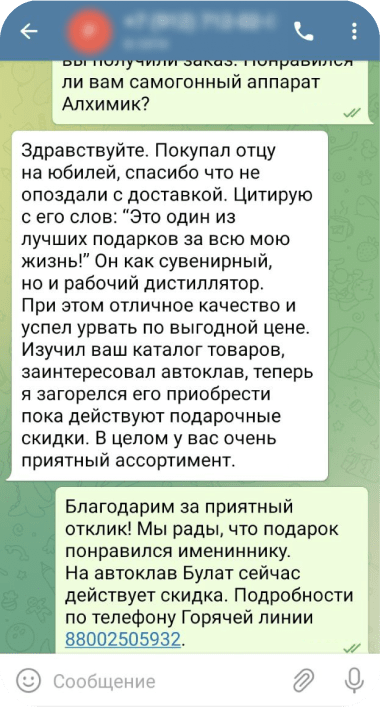 вы получили заказ. Понравился
ли вам самогонный аппарат
Алхимик?
Здравствуйте. Покупал отцу
на юбилей, спасибо что не
опоздали с доставкой. Цитирую
с его слов: “Это один из
лучших подарков за всю мою
жизнь!” Он как сувенирный,
но и рабочий дистиллятор.
При этом отличное качество и
успел урвать по выгодной цене.
Изучил ваш каталог товаров,
заинтересовал автоклав, теперь
я загорелся его приобрести
пока действуют подарочные
скидки. В целом у вас очень
приятный ассортимент.
Благодарим за приятный
отклик! Мы рады, что подарок
понравился имениннику.
На автоклав Булат сейчас
действует скидка. Подробности
по телефону Горячей линии
88002505932.
Сообщение